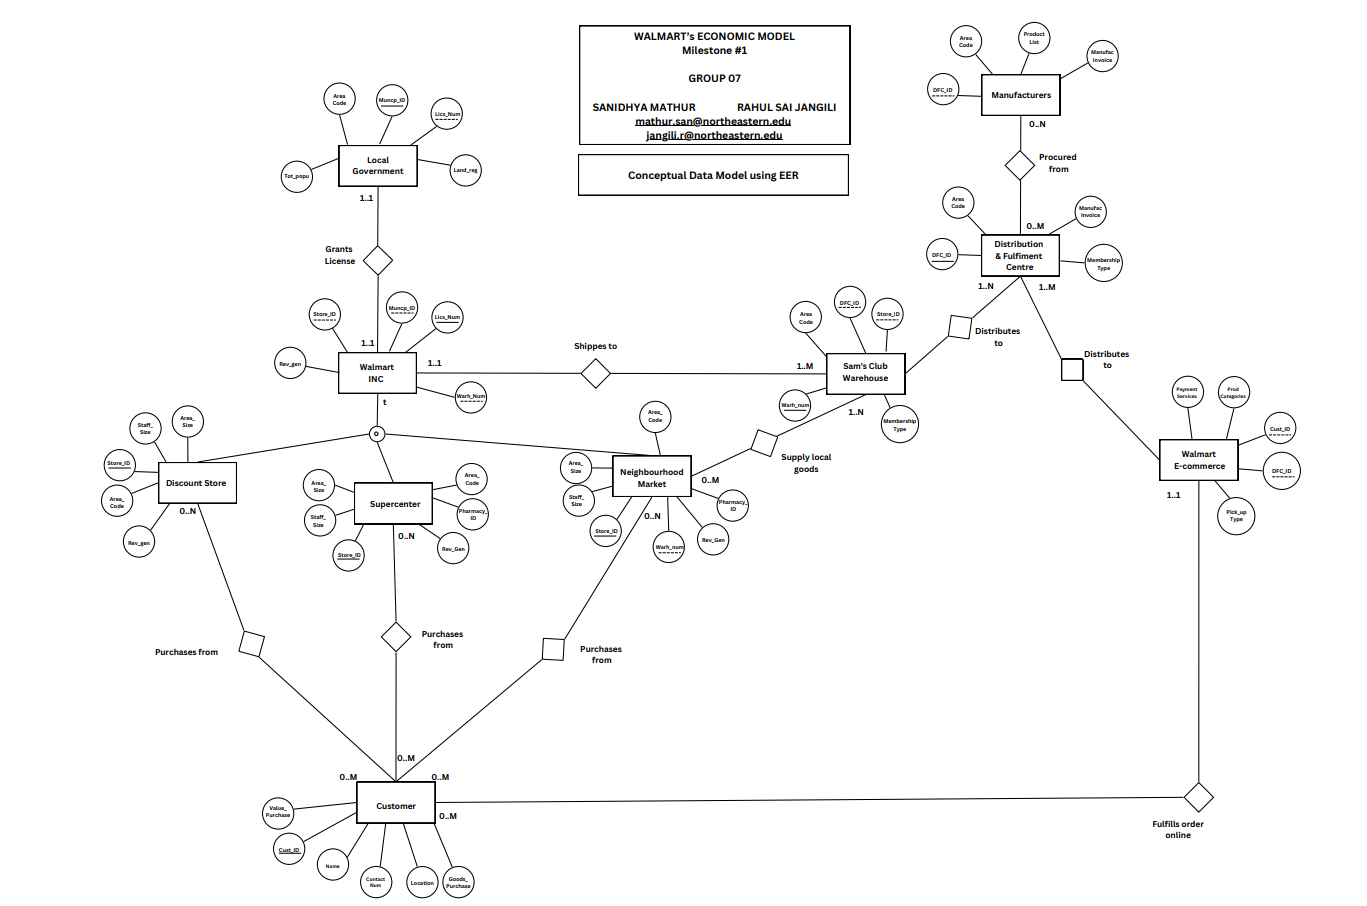 WALMART's ECONOMIC MODEL
Milestone #1
GROUP 07
SANIDHYA MATHUR RAHUL SAI JANGILI
mathur.san@northeastern.edu
jangili.r@northeastern.edu
Conceptual Data Model using EER
Area
Code
Product
List
Manufac
Invoice
DFC_ID
Manufacturers
0..N
Procured
from
Area
Code
Manufac
Invoice
0..M
DFC_ID
Distribution
& Fulfiment
Centre
Membership
Type
1..N
1..M
Distributes
to
Distributes
to
Area
Code
Muncp_ID
Lics_Num
Tot_popu
Local
Government
Land_reg
1..1
Grants
License
Store_ID
Muncp_ID
Lics_Num
1..1
Rev_gen
Walmart
INC
1..1
Warh_Num
t
o
Shippes to
Area
Code
DFC_ID
Store_ID
1..M
Sam's Club
Warehouse
Warh_num
1..N
Membership
Type
Supply local
goods
Payment
Services
Prod
Categories
Cust_ID
Walmart
E-commerce
DFC_ID
1..1
Pick_up
Type
Staff_
Size
Area_
Size
Store_ID
Discount Store
Area_
Code
0..N
Rev_gen
Area_
Size
Area_
Code
Supercenter
Staff_
Size
Pharmacy_
ID
0..N
Store_ID
Rev_Gen
Area_
Code
Area_
Size
Neighbourhood
Market
0..M
Staff_
Size
Pharmacy_
ID
0..N
Store_ID
Warh_num
Rev_Gen
Purchases from
Purchases
from
Purchases
from
0..M
0..M
0..M
Customer
0..M
Value_
Purchase
Cust_ID
Name
Contact
Num
Location
Goods_
Purchase
Fulfills order
online